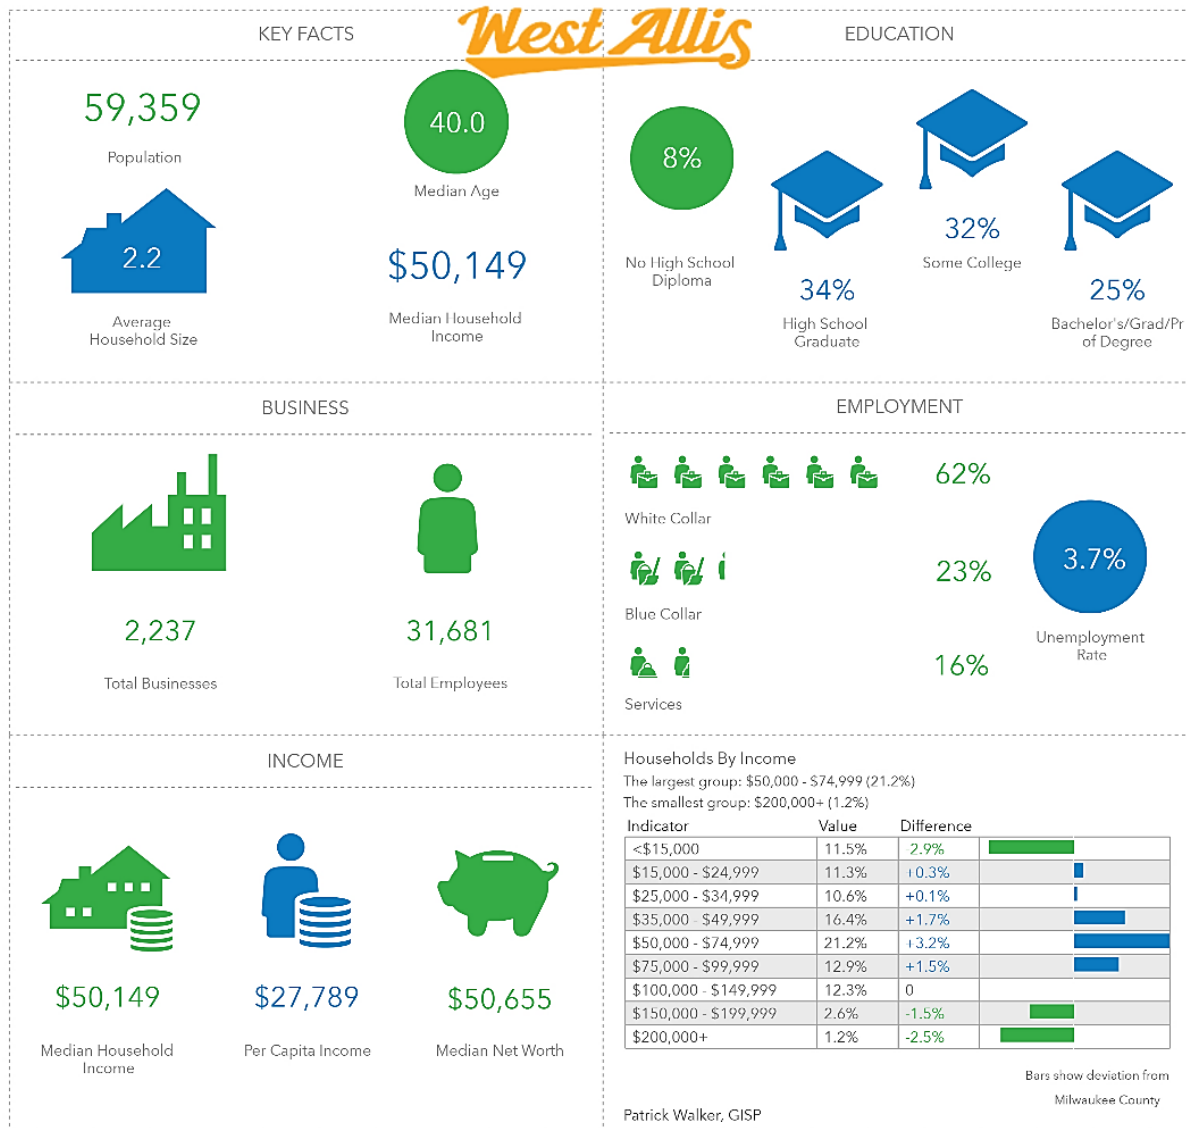 West Allis
KEY FACTS
59,359
Population
40.0
Median Age
2.2
Average
Household Size
$50,149
Median Household
Income
EDUCATION
8%
No High School
Diploma
34%
High School
Graduate
32%
Some College
25%
Bachelor's/Grad/Pr
of Degree
BUSINESS
2,237
Total Businesses
31,681
Total Employees
EMPLOYMENT
62%
White Collar
23%
Blue Collar
16%
Services
3.7%
Unemployment
Rate
INCOME
$50,149
Median Household
Income
$27,789
Per Capita Income
$50,655
Median Net Worth
Households By Income
The largest group: $50,000 - $74,999 (21.2%)
The smallest group: $200,000+ (1.2%)
Indicator Value Difference
<$15,000 11.5% 2.9%
$15,000 - $24,999 11.3% +0.3%
$25,000 - $34,999 10.6% +0.1%
$35,000 - $49,999 16.4% +1.7%
$50,000 - $74,999 21.2% +3.2%
$75,000 - $99,999 12.9% +1.5%
$100,000 - $149,999 12.3% 0
$150,000 - $199,999 2.6% -1.5%
$200,000+ 1.2% -2.5%
Bars show deviation from
Milwaukee County
Patrick Walker, GISP